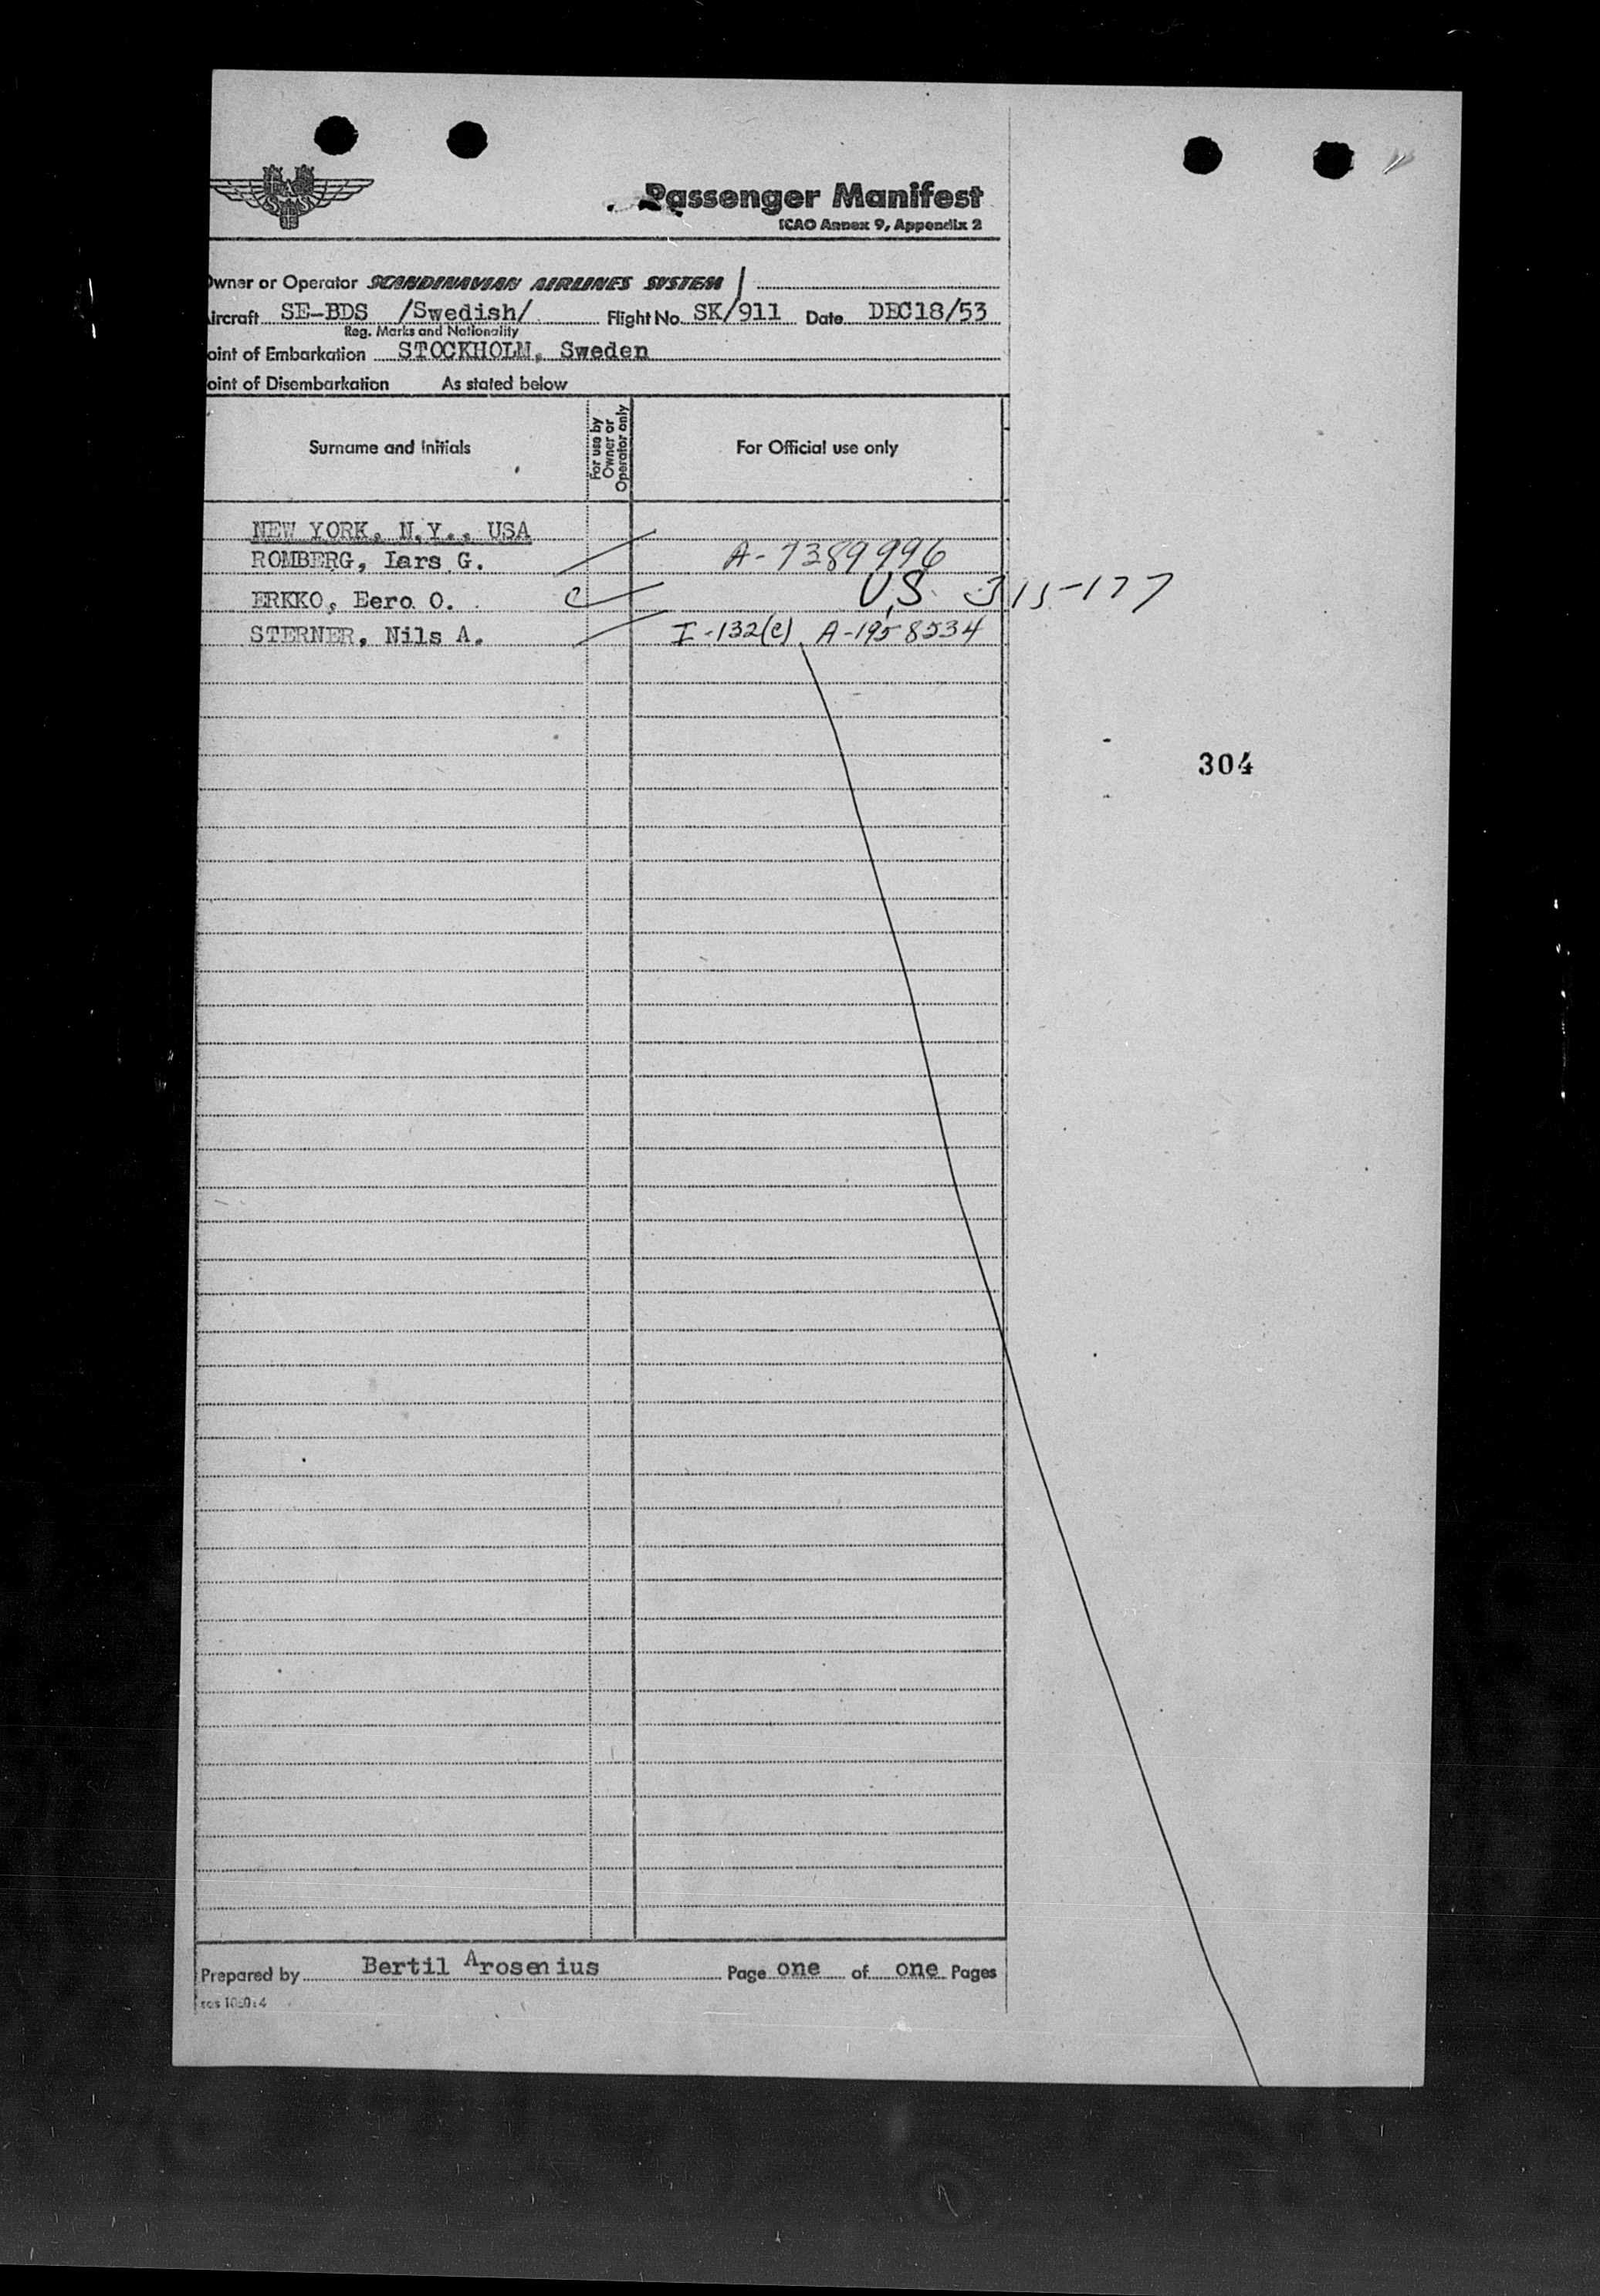 SAS
Passenger Manifest
ICAO Annex 9, Appendix 2
Owner or Operator SCANDINAVIAN AIRLINES SYSTEM
Aircraft SE-BDS /Swedish/ Flight No. SK/911 Date DEC18/53
Reg. Marks and Nationality
oint of Embarkation STOCKHOLM, Sweden
oint of Disembarkation As stated below
Surname and Initials
For use by
Owner or
Operator only
For Official use only
NEW YORK, N.Y., USA
ROMBERG, Lars G. A-7389996
ERKKO, Eero O. C US 315-177
STERNER, Nils A. I-132(c) A-1958534
304
Prepared by Bertil Arosenius Page one of one Pages